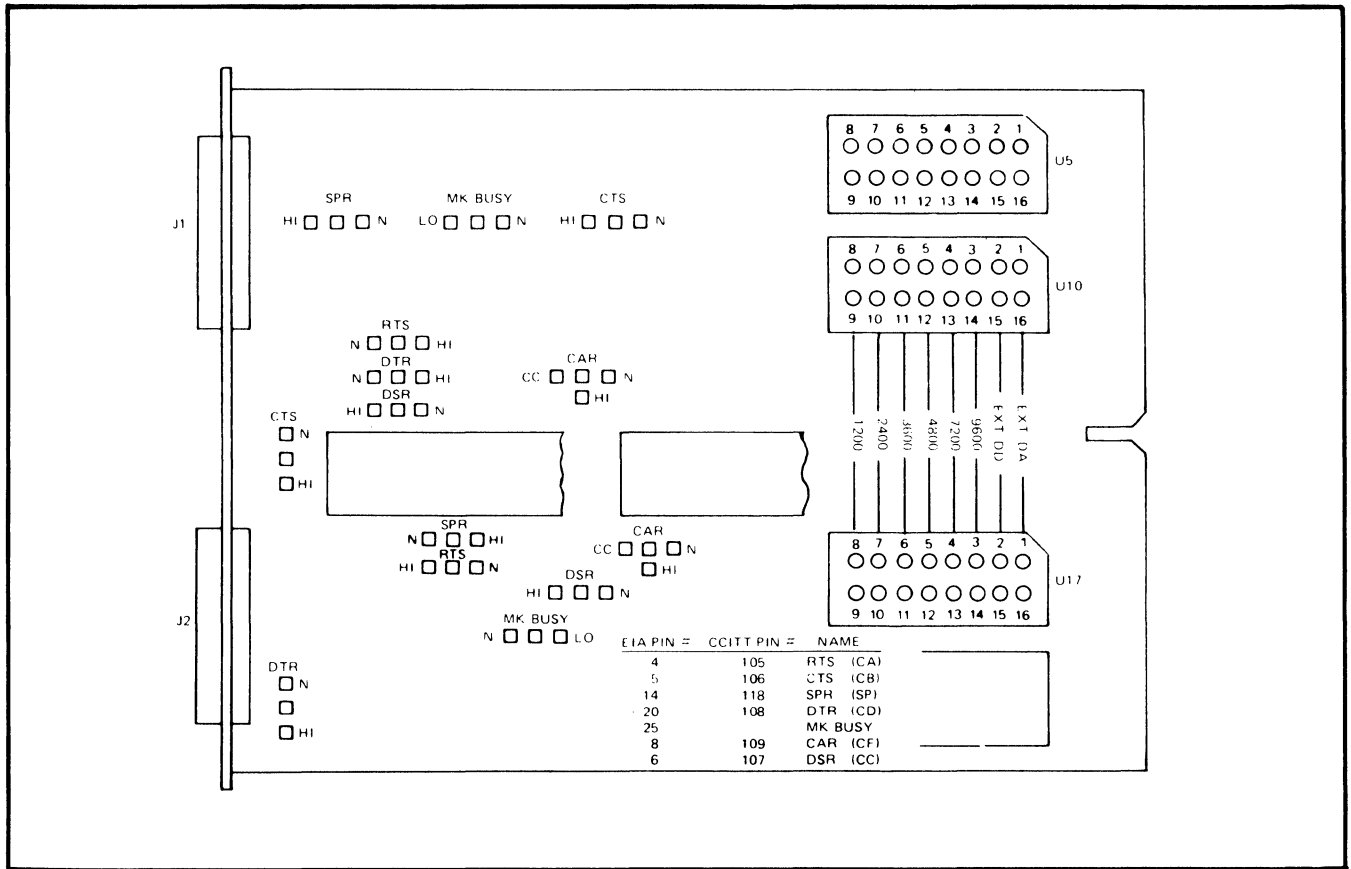 8 7 6 5 4 3 2 1
U5
9 10 11 12 13 14 15 16
SPR
HI N
MK BUSY
LO N
CTS
HI N
J1
8 7 6 5 4 3 2 1
U10
9 10 11 12 13 14 15 16
RTS
N HI
DTR
N HI
DSR
HI N
CAR
CC N
HI
CTS
N
HI
1200
2400
3600
4800
7200
9600
EXT DD
EXT DA
SPR
N HI
RTS
HI N
CAR
CC N
HI
DSR
HI N
MK BUSY
N LO
8 7 6 5 4 3 2 1
U17
9 10 11 12 13 14 15 16
J2
DTR
N
HI
EIA PIN = CCITT PIN = NAME
4 105 RTS (CA)
5 106 CTS (CB)
14 118 SPR (SP)
20 108 DTR (CD)
25 MK BUSY
8 109 CAR (CF)
6 107 DSR (CC)